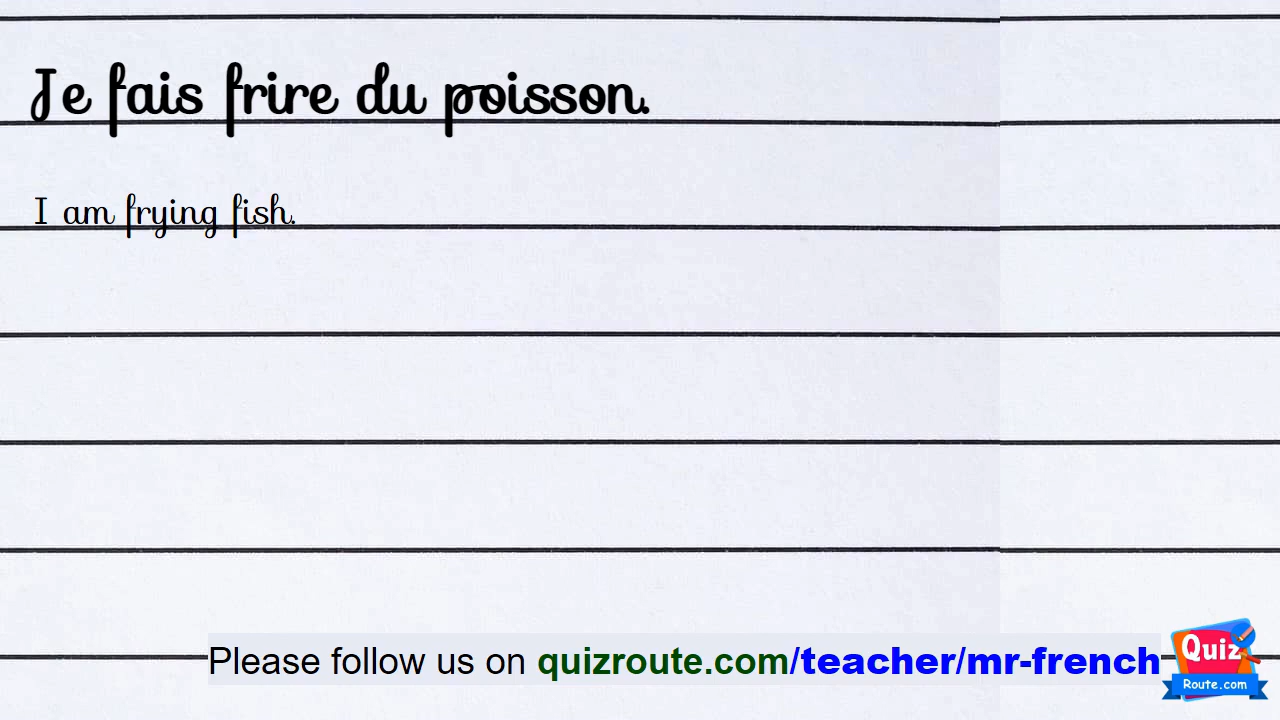 Je fais frire du poisson.
I am frying fish.
Please follow us on quizroute.com/teacher/mr-french
Quiz
Route.com